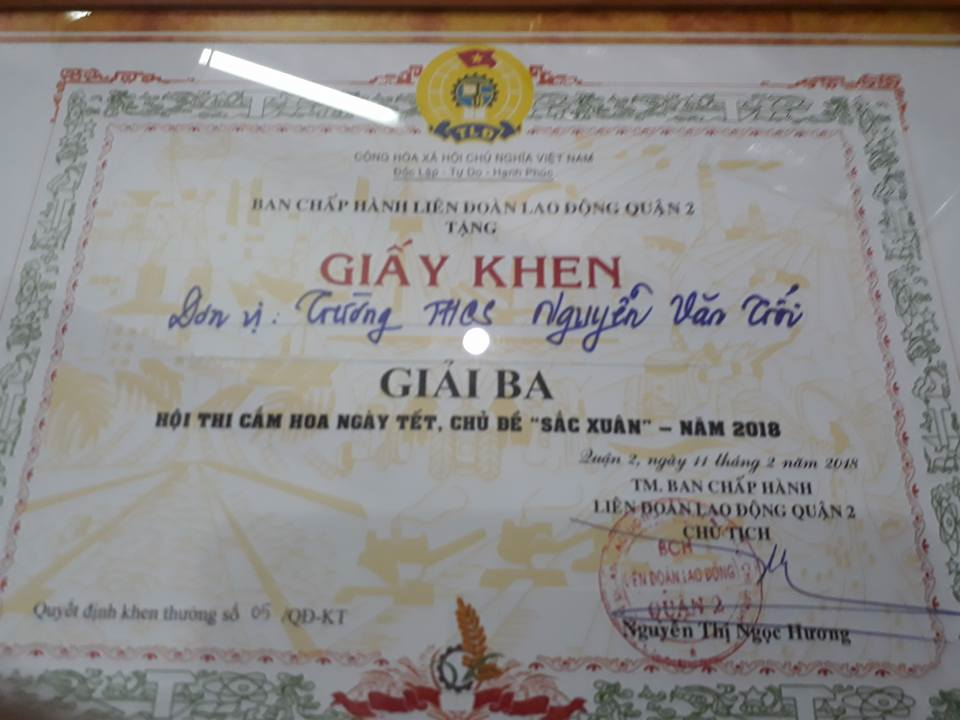 TLĐ
CỘNG HÒA XÃ HỘI CHỦ NGHĨA VIỆT NAM
Độc Lập - Tự Do - Hạnh Phúc
BAN CHẤP HÀNH LIÊN ĐOÀN LAO ĐỘNG QUẬN 2
TẶNG
GIẤY KHEN
Đơn vị: Trường THCS Nguyễn Văn Trỗi
GIẢI BA
HỘI THI CẮM HOA NGÀY TẾT, CHỦ ĐỀ "SẮC XUÂN" – NĂM 2018
Quận 2, ngày 11 tháng 2 năm 2018
TM. BAN CHẤP HÀNH
LIÊN ĐOÀN LAO ĐỘNG QUẬN 2
CHỦ TỊCH
BCH
LIÊN ĐOÀN LAO ĐỘNG
QUẬN 2
Quyết định khen thưởng số 05 /QĐ-KT
Nguyễn Thị Ngọc Hương